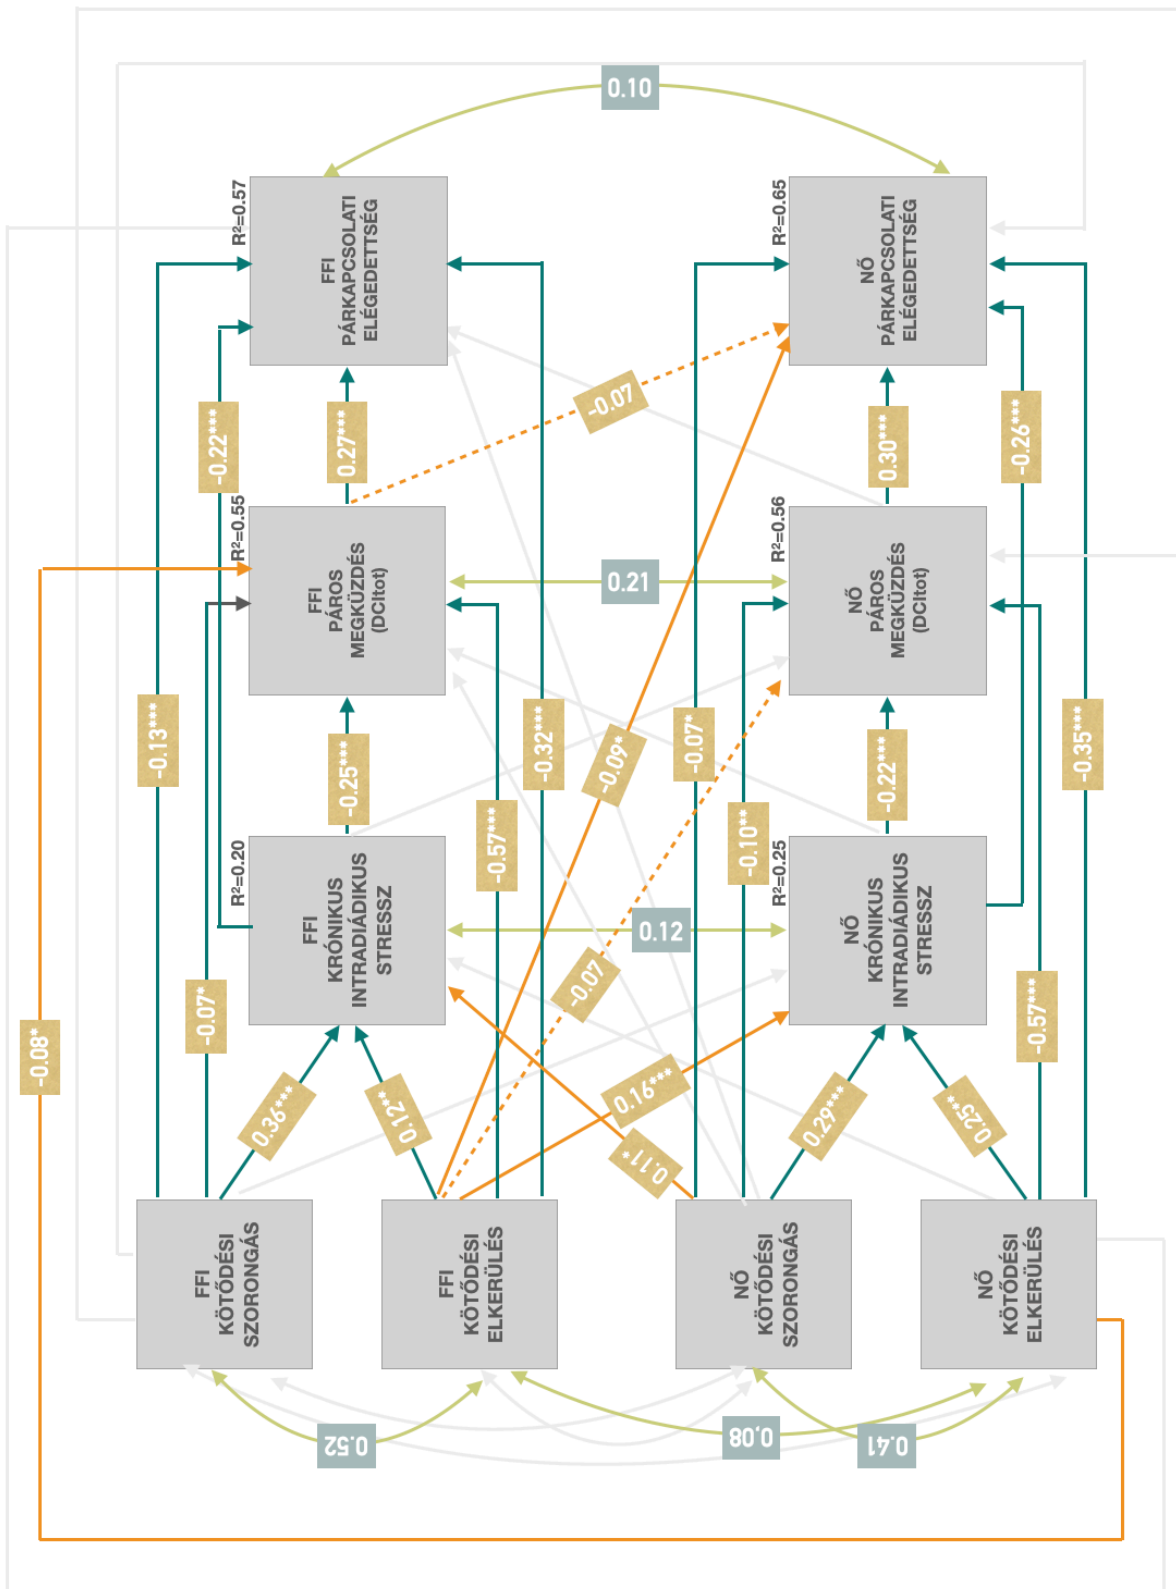 0.10
R²=0.57
FFI
PÁRKAPCSOLATI
ELÉGEDETTSÉG
R²=0.65
NŐ
PÁRKAPCSOLATI
ELÉGEDETTSÉG
-0.22***
0.27***
-0.07
0.30***
-0.26***
R²=0.55
FFI
PÁROS
MEGKÜZDÉS
(DCItot)
0.21
R²=0.56
NŐ
PÁROS
MEGKÜZDÉS
(DCItot)
-0.13***
-0.25***
-0.32***
-0.09*
-0.07*
-0.22***
-0.35***
-0.57***
-0.10**
R²=0.20
FFI
KRÓNIKUS
INTRADIÁDIKUS
STRESSZ
0.12
R²=0.25
NŐ
KRÓNIKUS
INTRADIÁDIKUS
STRESSZ
-0.08*
-0.07*
-0.07
-0.57***
0.36***
0.12**
0.16***
0.11*
0.29***
0.25**
FFI
KÖTŐDÉSI
SZORONGÁS
FFI
KÖTŐDÉSI
ELKERÜLÉS
NŐ
KÖTŐDÉSI
SZORONGÁS
NŐ
KÖTŐDÉSI
ELKERÜLÉS
0.52
0,08
0.41